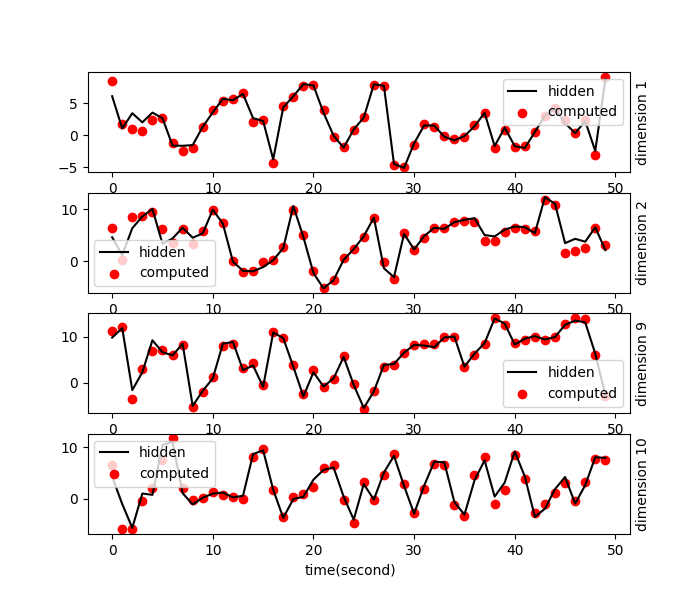 5
0
−5
hidden
computed
dimension 1
0 10 20 30 40 50
10
0
hidden
computed
dimension 2
0 10 20 30 40 50
10
0
hidden
computed
dimension 9
0 10 20 30 40 50
10
0
hidden
computed
dimension 10
0 10 20 30 40 50
time(second)